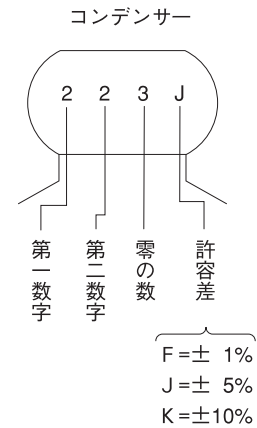 コンデンサー
2 2 3 J
第一数字
第二数字
零の数
許容差
F=± 1%
J=± 5%
K=±10%